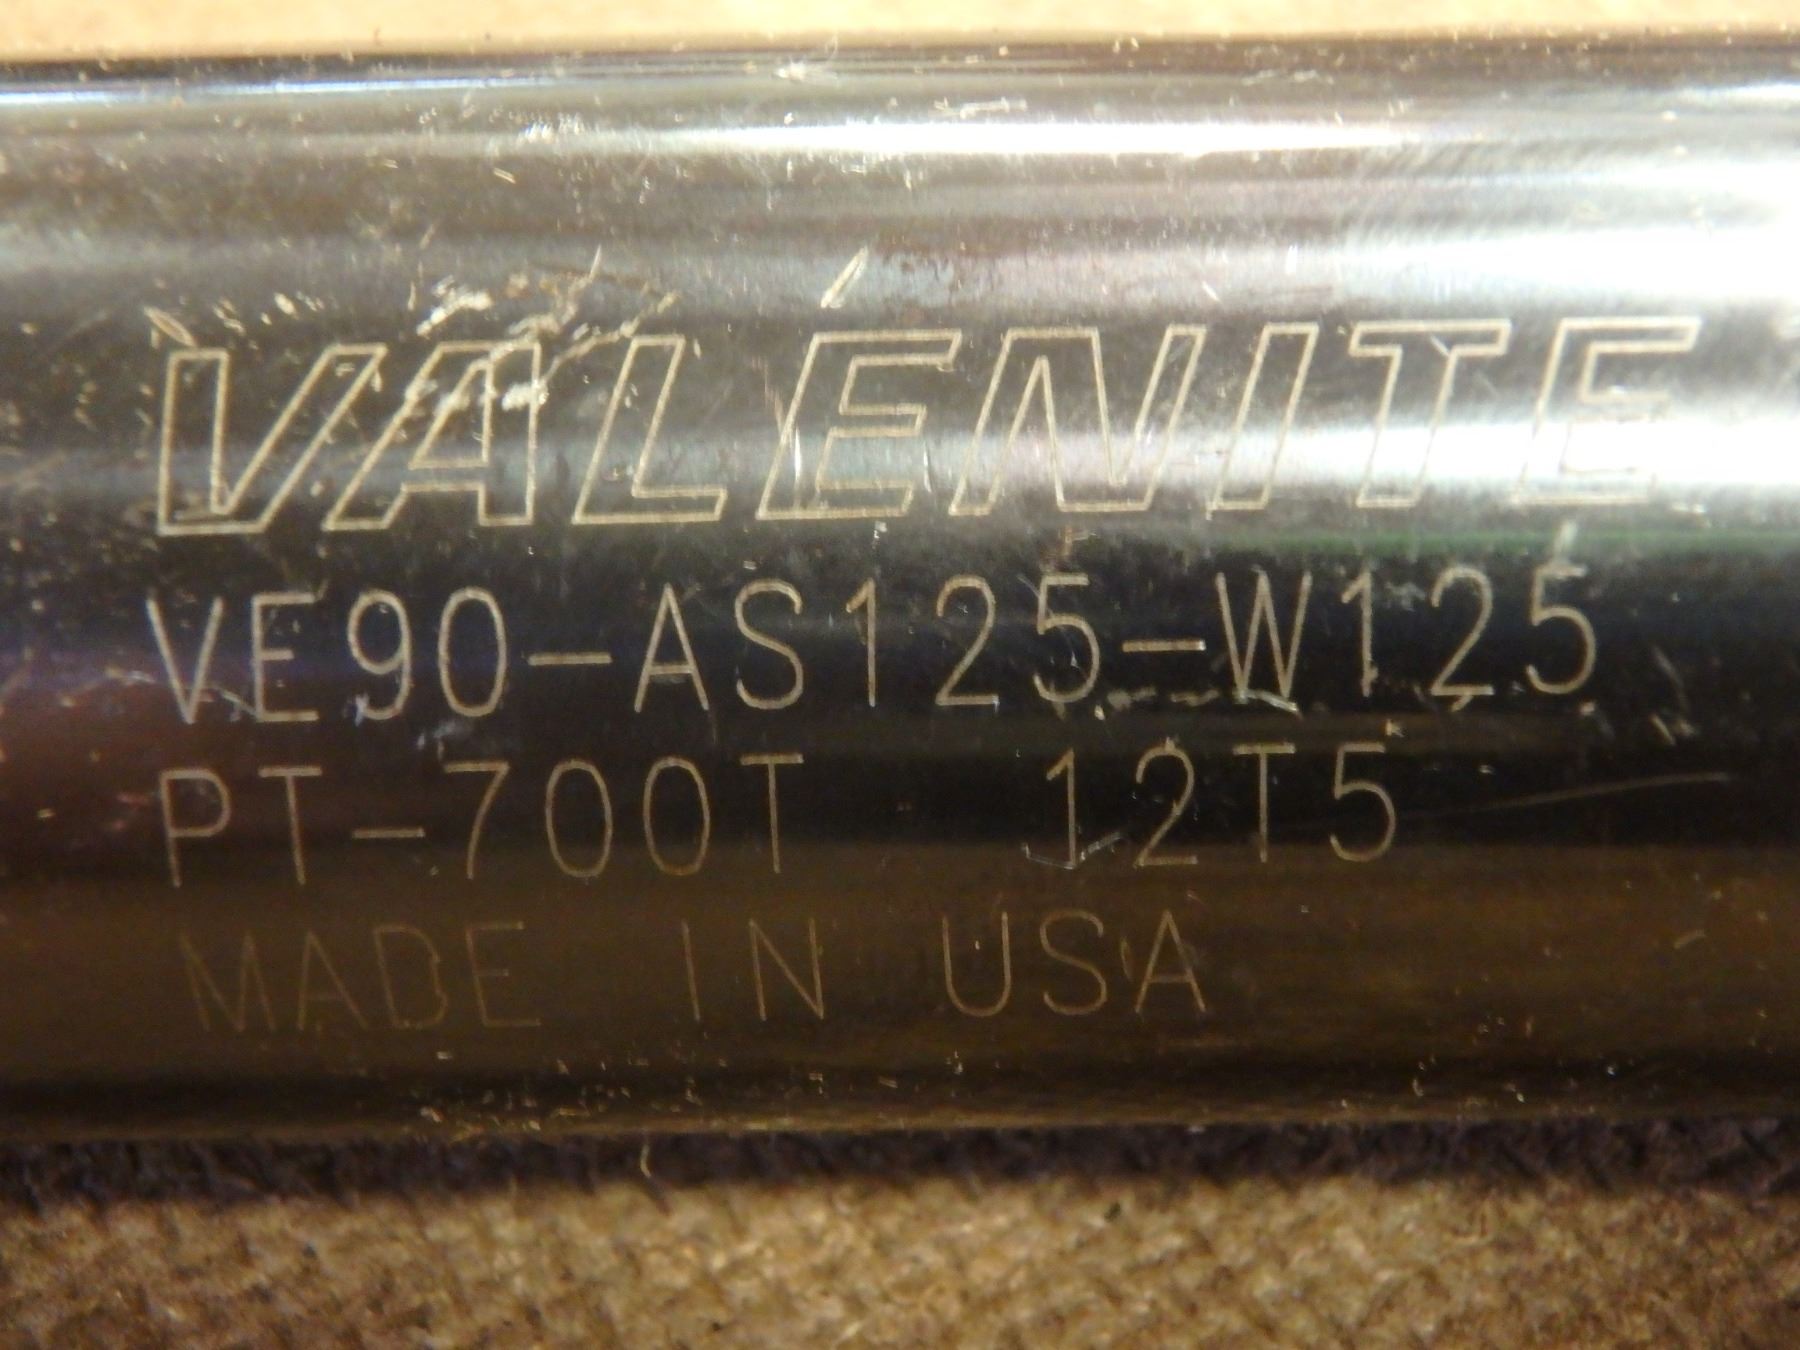 VALENITE
VE90-AS125-W125
PT-700T 12T5
MADE IN USA